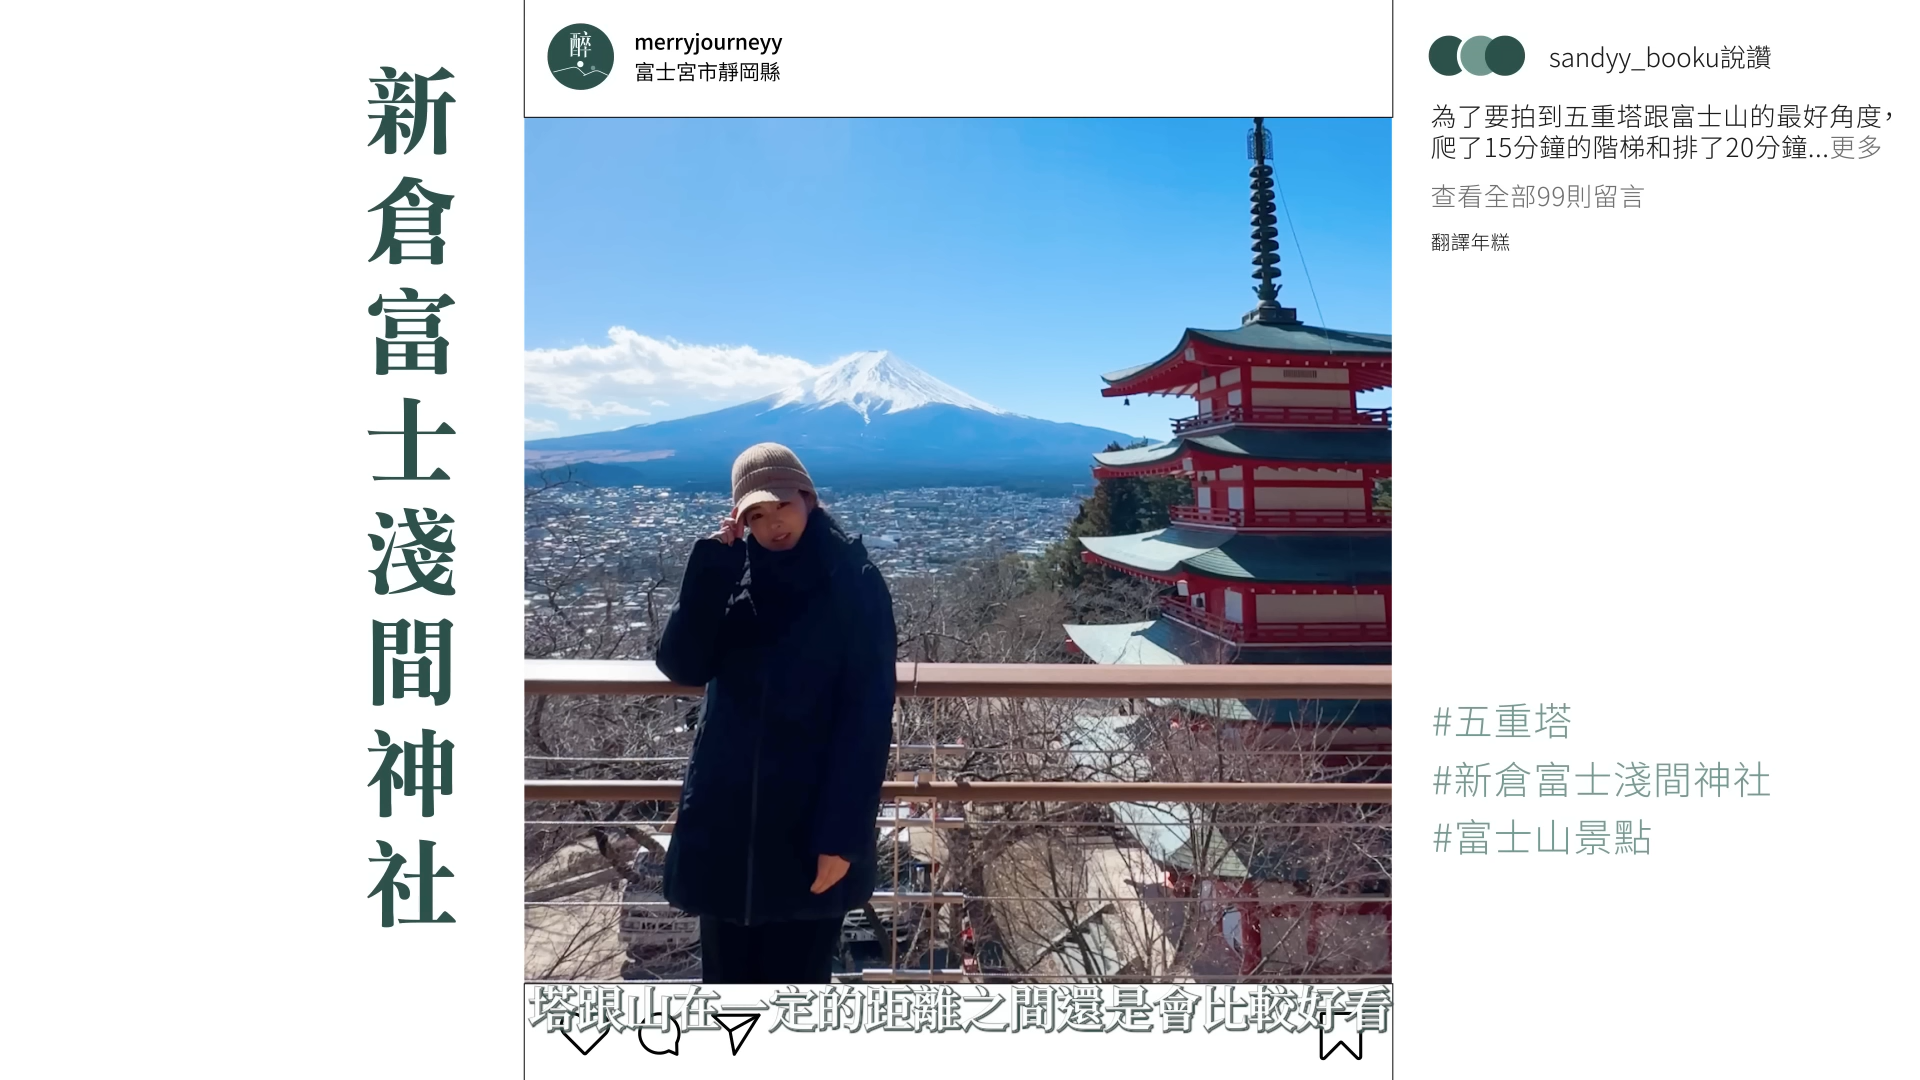 新倉富士淺間神社
醉
merryjourneyy
富士宮市靜岡縣
塔跟山在一定的距離之間還是會比較好看
sandyy_booku說讚
為了要拍到五重塔跟富士山的最好角度，
爬了15分鐘的階梯和排了20分鐘...更多
查看全部99則留言
翻譯年糕
#五重塔
#新倉富士淺間神社
#富士山景點